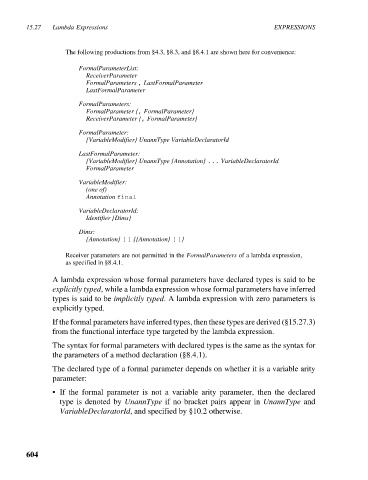 15.27 Lambda Expressions EXPRESSIONS
The following productions from §4.3, §8.3, and §8.4.1 are shown here for convenience:
FormalParameterList:
ReceiverParameter
FormalParameters , LastFormalParameter
LastFormalParameter
FormalParameters:
FormalParameter {, FormalParameter}
ReceiverParameter {, FormalParameter}
FormalParameter:
{VariableModifier} UnannType VariableDeclaratorId
LastFormalParameter:
{VariableModifier} UnannType {Annotation} ... VariableDeclaratorId
FormalParameter
VariableModifier:
(one of)
Annotation final
VariableDeclaratorId:
Identifier [Dims]
Dims:
{Annotation} [ ] {{Annotation} [ ]}
Receiver parameters are not permitted in the FormalParameters of a lambda expression,
as specified in §8.4.1.
A lambda expression whose formal parameters have declared types is said to be
explicitly typed, while a lambda expression whose formal parameters have inferred
types is said to be implicitly typed. A lambda expression with zero parameters is
explicitly typed.
If the formal parameters have inferred types, then these types are derived (§15.27.3)
from the functional interface type targeted by the lambda expression.
The syntax for formal parameters with declared types is the same as the syntax for
the parameters of a method declaration (§8.4.1).
The declared type of a formal parameter depends on whether it is a variable arity
parameter:
• If the formal parameter is not a variable arity parameter, then the declared
type is denoted by UnannType if no bracket pairs appear in UnannType and
VariableDeclaratorId, and specified by §10.2 otherwise.
604